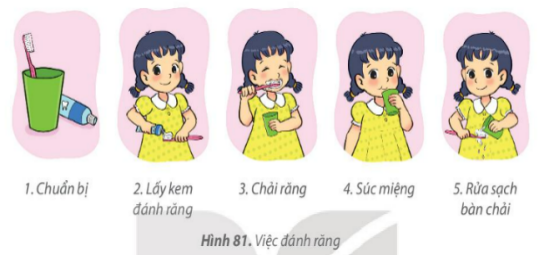 1. Chuẩn bị
2. Lấy kem
đánh răng
3. Chải răng
4. Súc miệng
5. Rửa sạch
bàn chải
Hình 81. Việc đánh răng